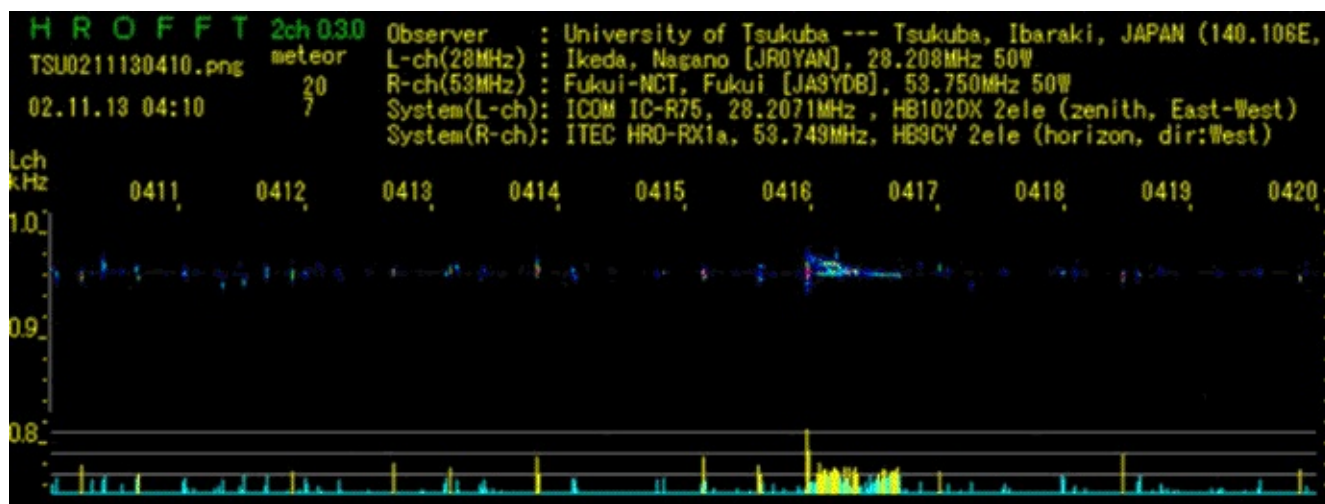 H R O F F T 2ch 0.3.0
TSU0211130410.png meteor
20
02.11.13 04:10 7
Observer : University of Tsukuba --- Tsukuba, Ibaraki, JAPAN (140.106E,
L-ch(28MHz) : Ikeda, Nagano [JR0YAN], 28.208MHz 50W
R-ch(53MHz) : Fukui-NCT, Fukui [JA9YDB], 53.750MHz 50W
System(L-ch): ICOM IC-R75, 28.2071MHz , HB102DX 2ele (zenith, East-West)
System(R-ch): ITEC HRO-RX1a, 53.749MHz, HB9CV 2ele (horizon, dir:West)
Lch
kHz 0411 0412 0413 0414 0415 0416 0417 0418 0419 0420
1.0
0.9
0.8